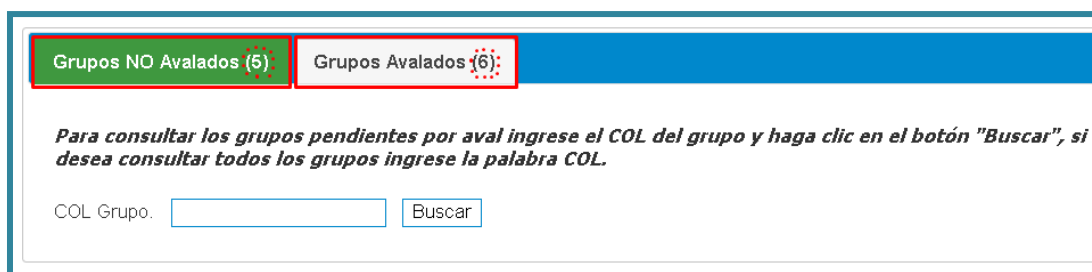 Grupos NO Avalados (5) Grupos Avalados (6)
Para consultar los grupos pendientes por aval ingrese el COL del grupo y haga clic en el botón "Buscar", si
desea consultar todos los grupos ingrese la palabra COL.
COL Grupo. Buscar